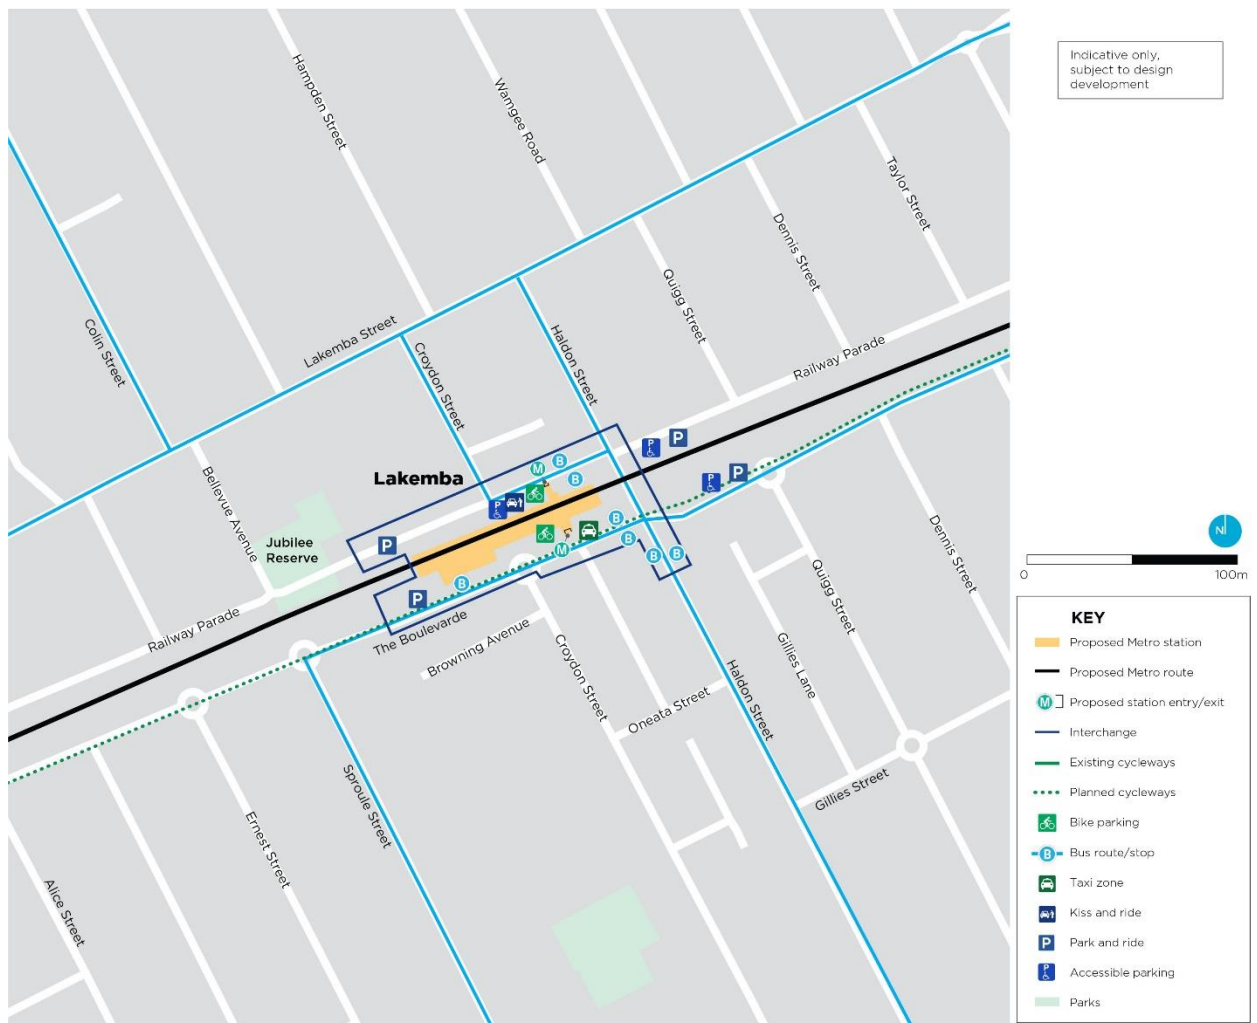 Indicative only,
subject to design
development
Hampden Street
Wamgee Road
Taylor Street
Dennis Street
Quigg Street
Colin Street
Lakemba Street
Croydon Street
Haldon Street
Railway Parade
P
P
B
M
B
Lakemba
P
P
Bellevue Avenue
P
B
B
M
B
B
Jubilee
Reserve
P
B
P
Dennis Street
Quigg Street
N
0
100m
Railway Parade
The Boulevarde
Browning Avenue
Croydon Street
Gillies Lane
Haldon Street
Oneata Street
Gillies Street
Sproule Street
Ernest Street
Alice Street
KEY
Proposed Metro station
Proposed Metro route
M Proposed station entry/exit
Interchange
Existing cycleways
Planned cycleways
Bike parking
B Bus route/stop
Taxi zone
Kiss and ride
P Park and ride
P Accessible parking
Parks